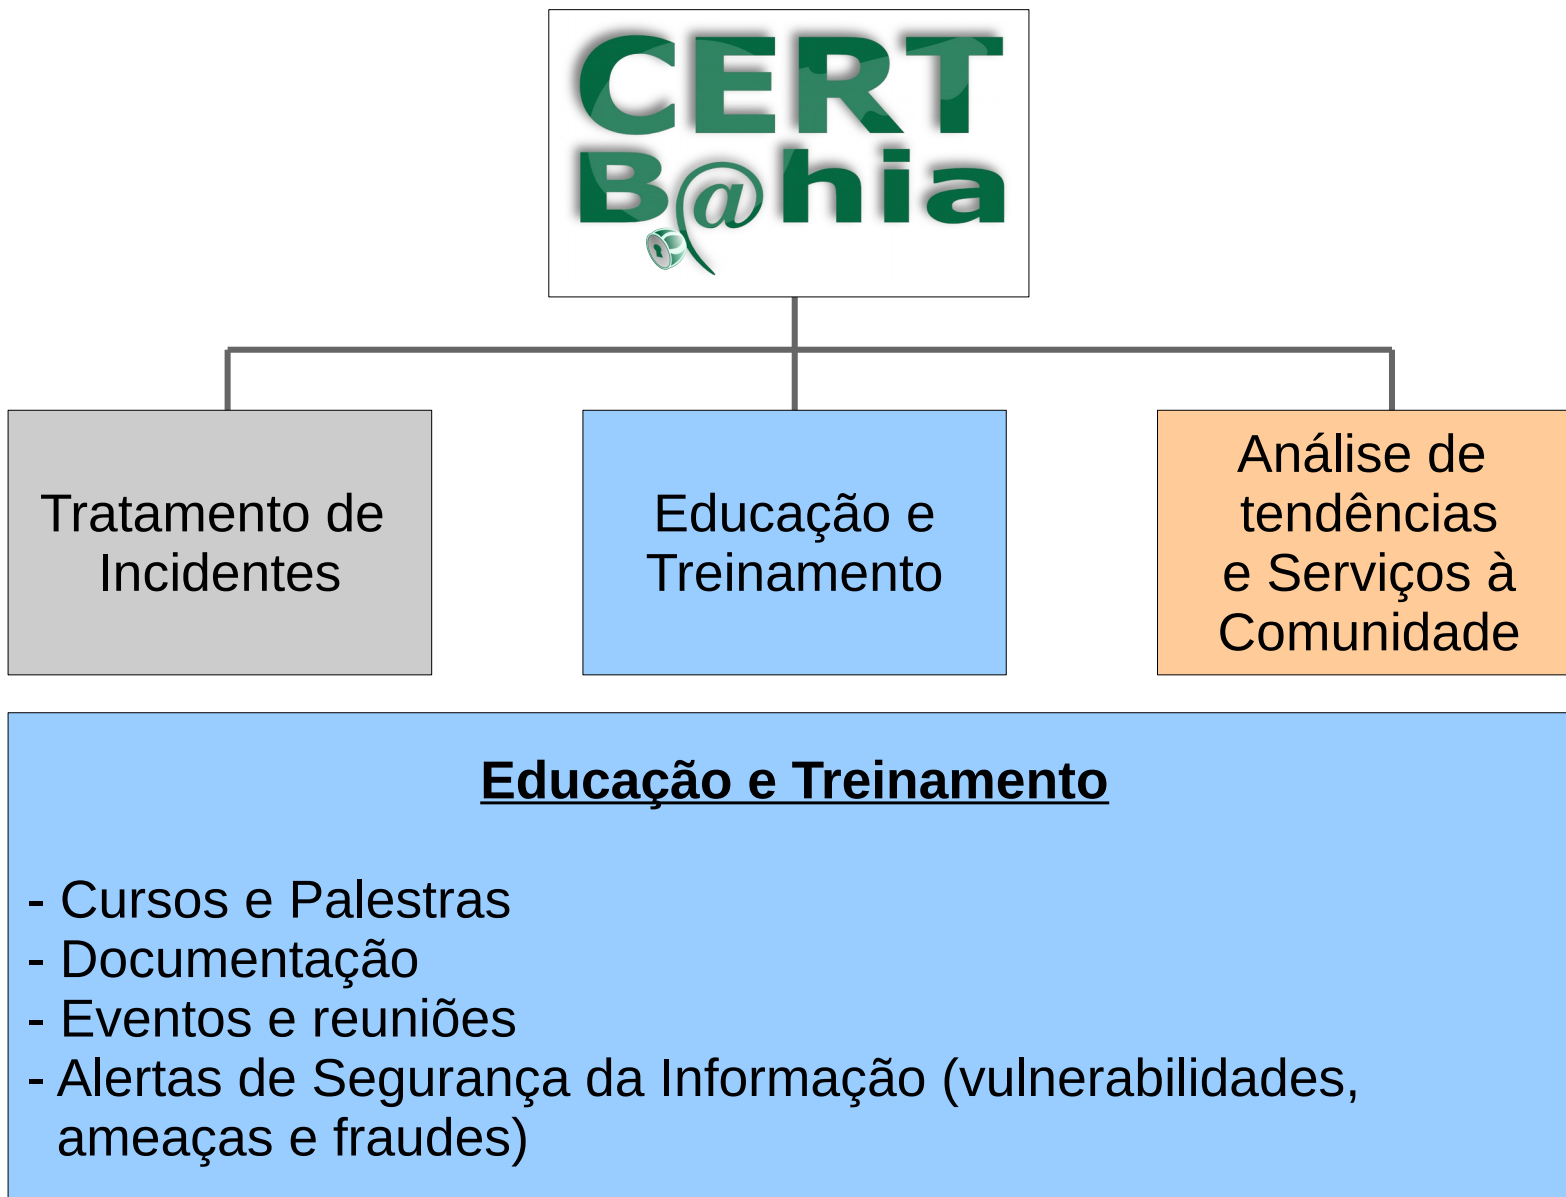 CERT
B@hia
Tratamento de
Incidentes
Educação e
Treinamento
Análise de
tendências
e Serviços à
Comunidade
Educação e Treinamento
- Cursos e Palestras
- Documentação
- Eventos e reuniões
- Alertas de Segurança da Informação (vulnerabilidades,
ameaças e fraudes)